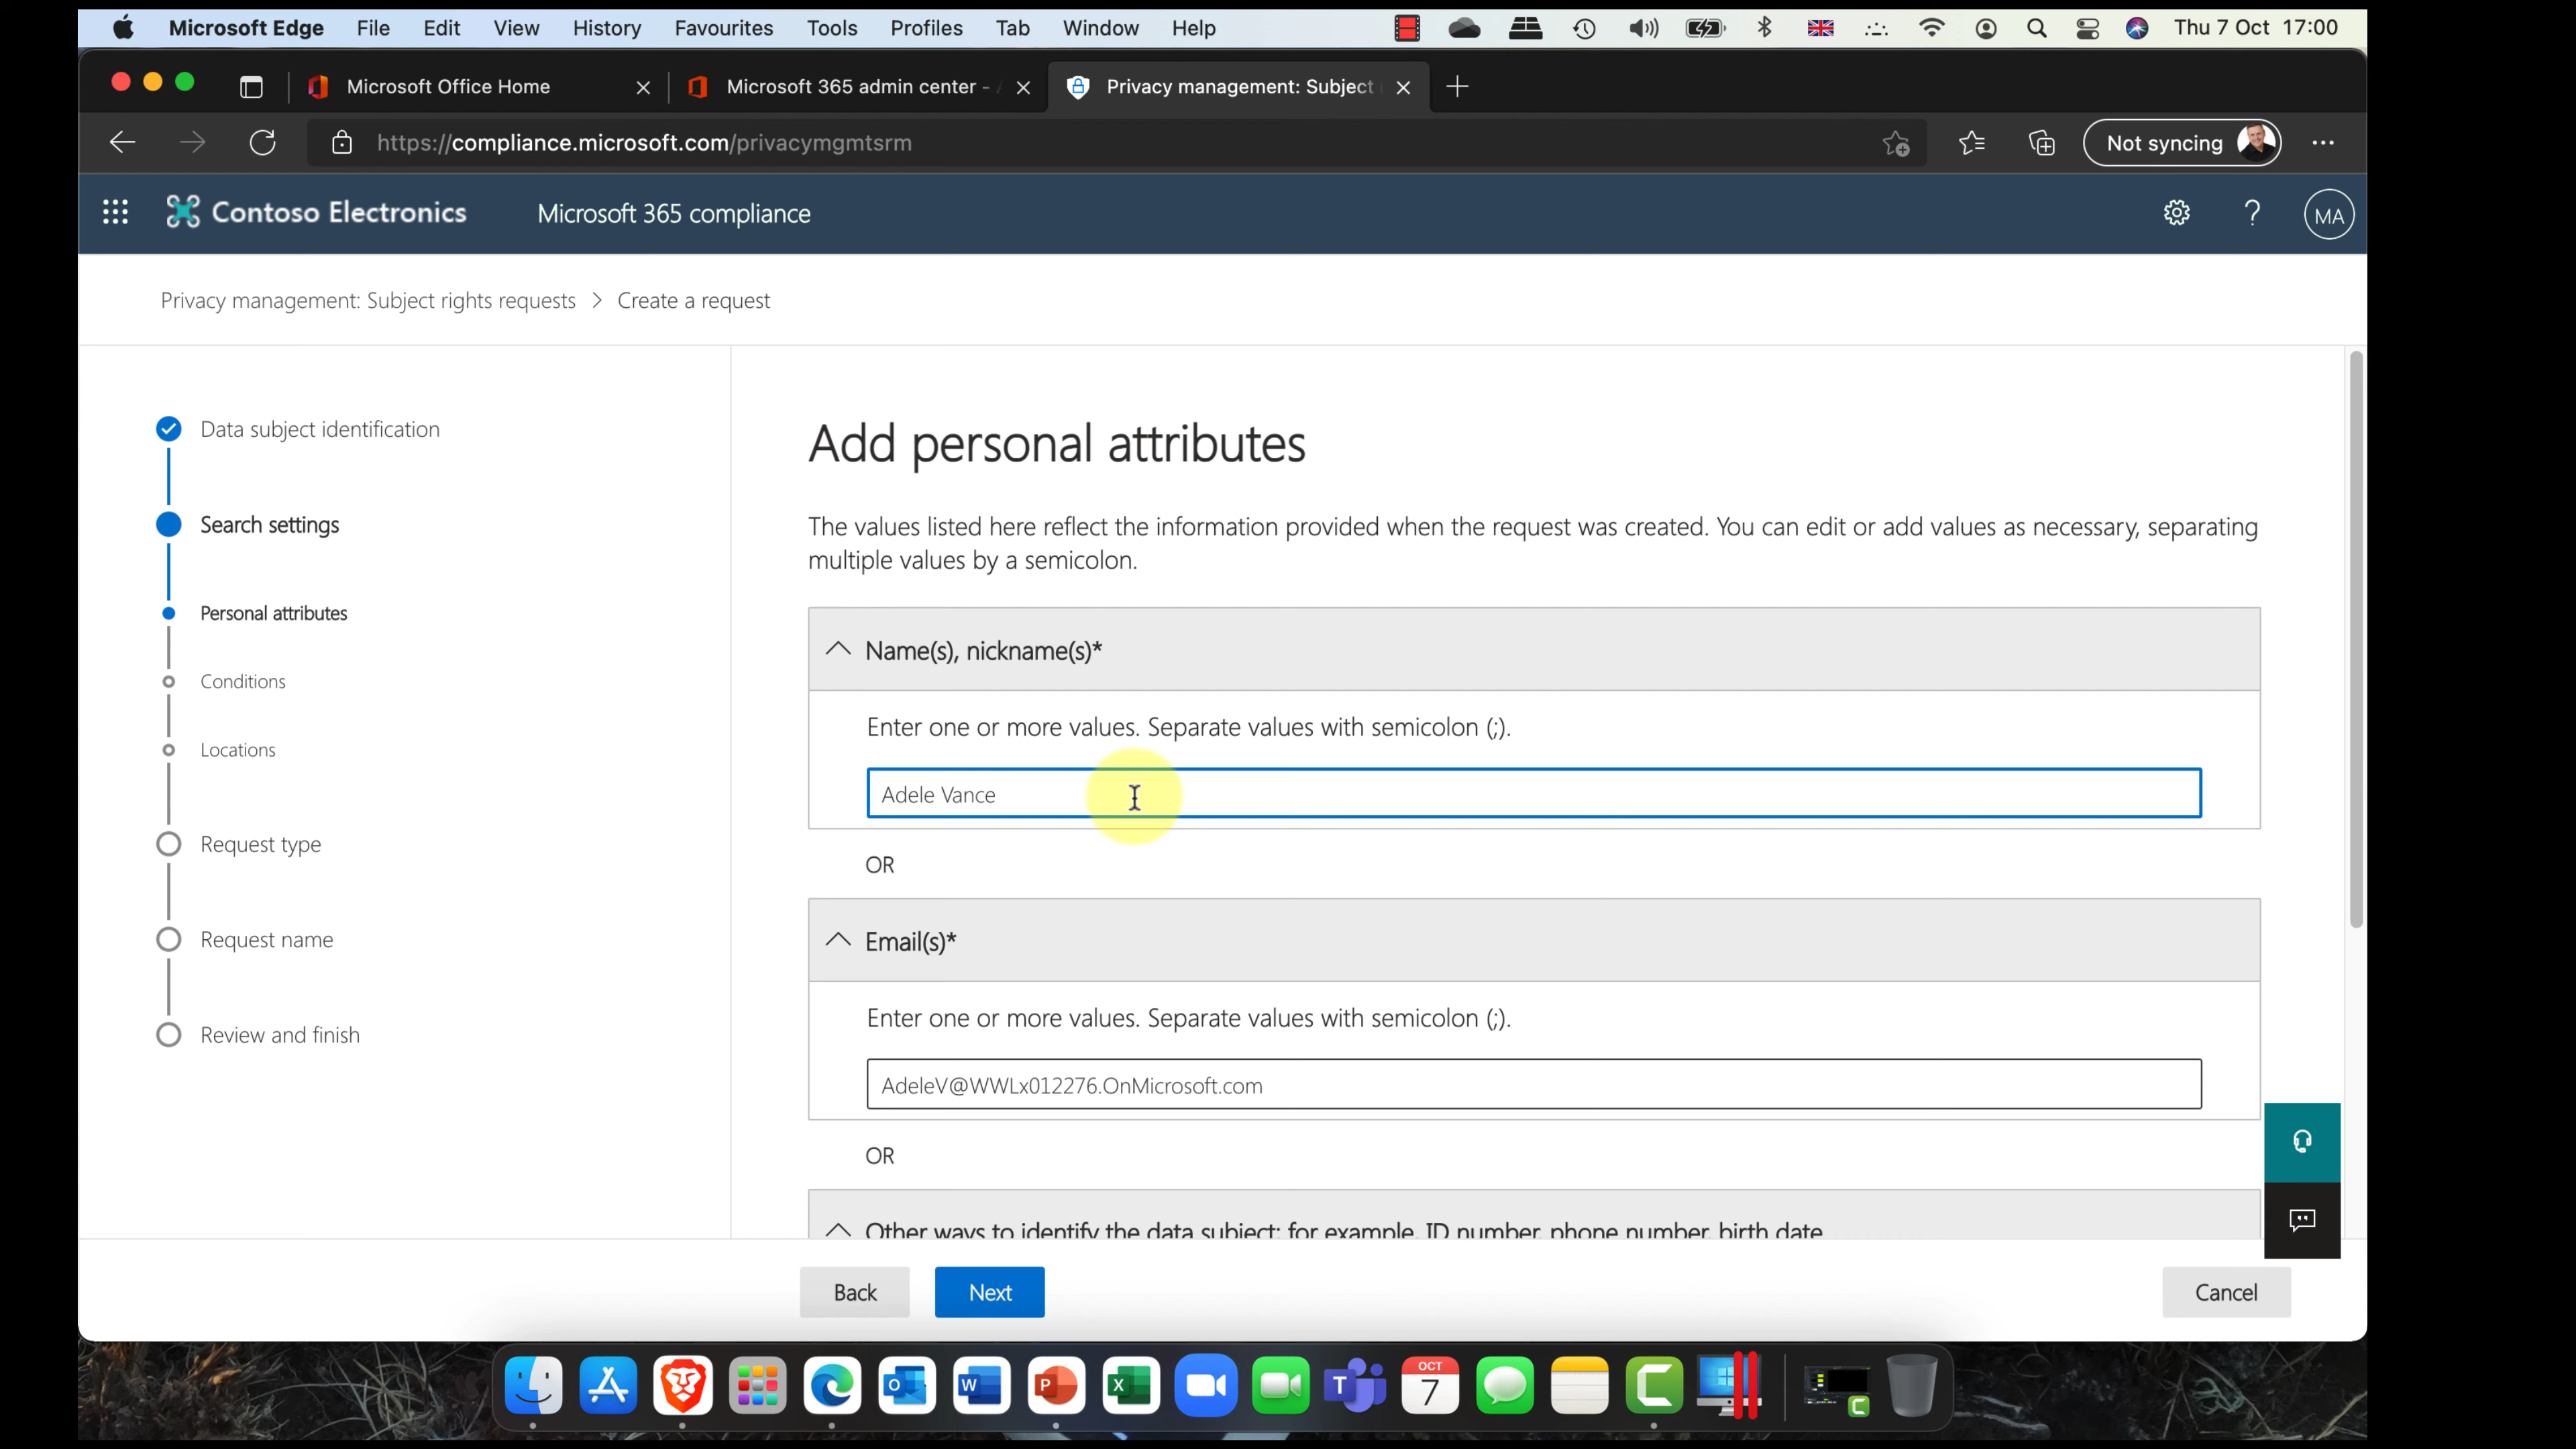 Microsoft Edge File Edit View History Favourites Tools Profiles Tab Window Help Thu 7 Oct 17:00
Microsoft Office Home Microsoft 365 admin center - Privacy management: Subject
https://compliance.microsoft.com/privacymgmtsrm Not syncing
Contoso Electronics Microsoft 365 compliance ? MA
Privacy management: Subject rights requests > Create a request
Data subject identification
Search settings
Personal attributes
Conditions
Locations
Request type
Request name
Review and finish
Add personal attributes
The values listed here reflect the information provided when the request was created. You can edit or add values as necessary, separating
multiple values by a semicolon.
Name(s), nickname(s)*
Enter one or more values. Separate values with semicolon (;).
Adele Vance
OR
Email(s)*
Enter one or more values. Separate values with semicolon (;).
AdeleV@WWLx012276.OnMicrosoft.com
OR
Other ways to identify the data subject: for example, ID number, phone number, birth date
Back Next Cancel
O W P X T OCT
7